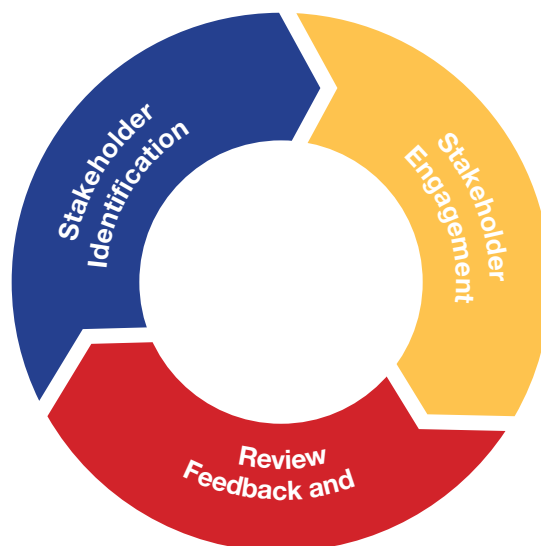 Stakeholder
Identification
Stakeholder
Engagement
Review
Feedback and